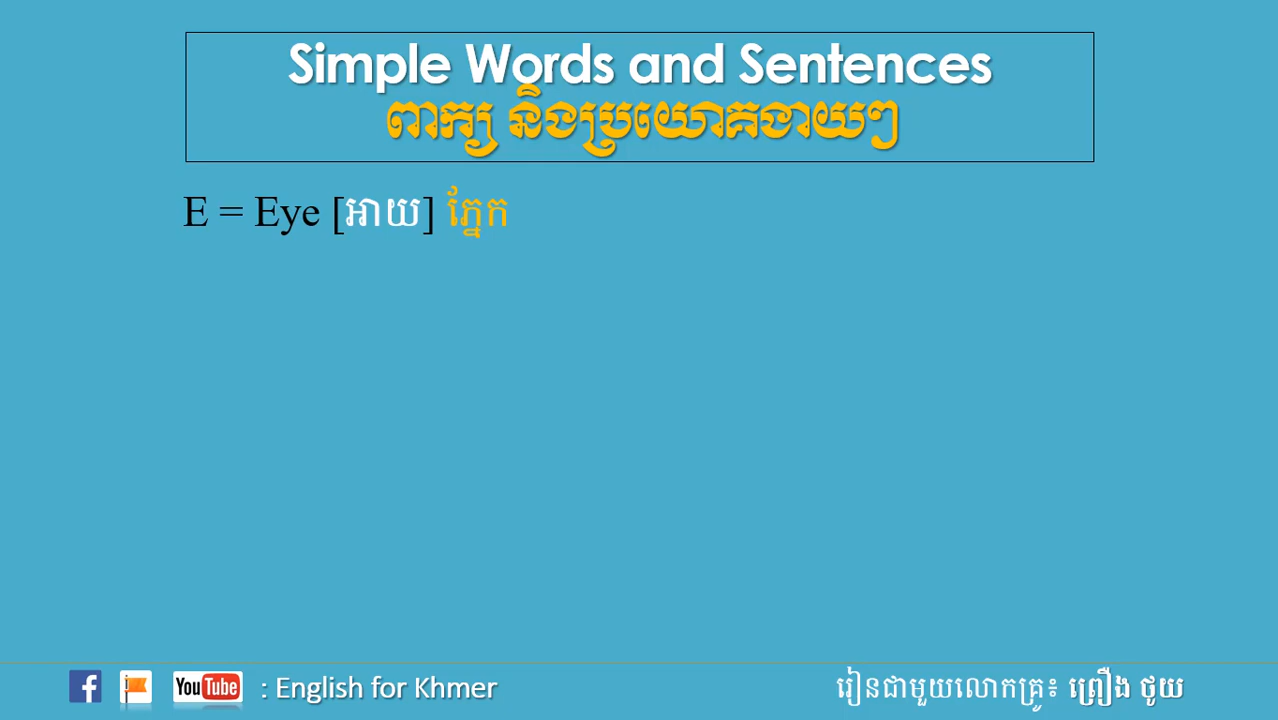 Simple Words and Sentences
ពាក្យ និងប្រយោគងាយៗ
E = Eye [អាយ] ភ្នែក
YouTube : English for Khmer
រៀនជាមួយលោកគ្រូ៖ ព្រឿង ថូយ